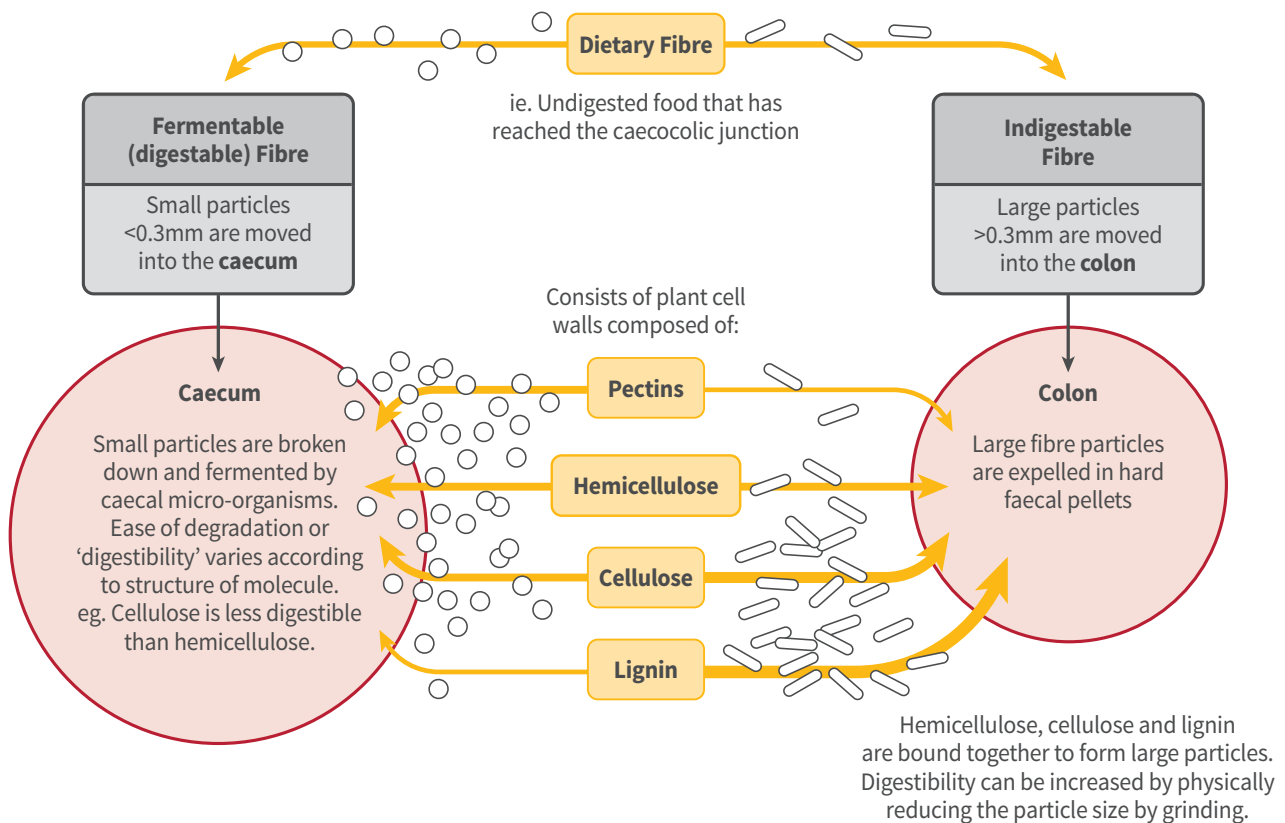 Dietary Fibre
ie. Undigested food that has
reached the caecocolic junction
Fermentable
(digestable) Fibre
Small particles
<0.3mm are moved
into the caecum
Indigestable
Fibre
Large particles
>0.3mm are moved
into the colon
Consists of plant cell
walls composed of:
Caecum
Small particles are broken
down and fermented by
caecal micro-organisms.
Ease of degradation or
‘digestibility’ varies according
to structure of molecule.
eg. Cellulose is less digestible
than hemicellulose.
Pectins
Hemicellulose
Cellulose
Lignin
Colon
Large fibre particles
are expelled in hard
faecal pellets
Hemicellulose, cellulose and lignin
are bound together to form large particles.
Digestibility can be increased by physically
reducing the particle size by grinding.